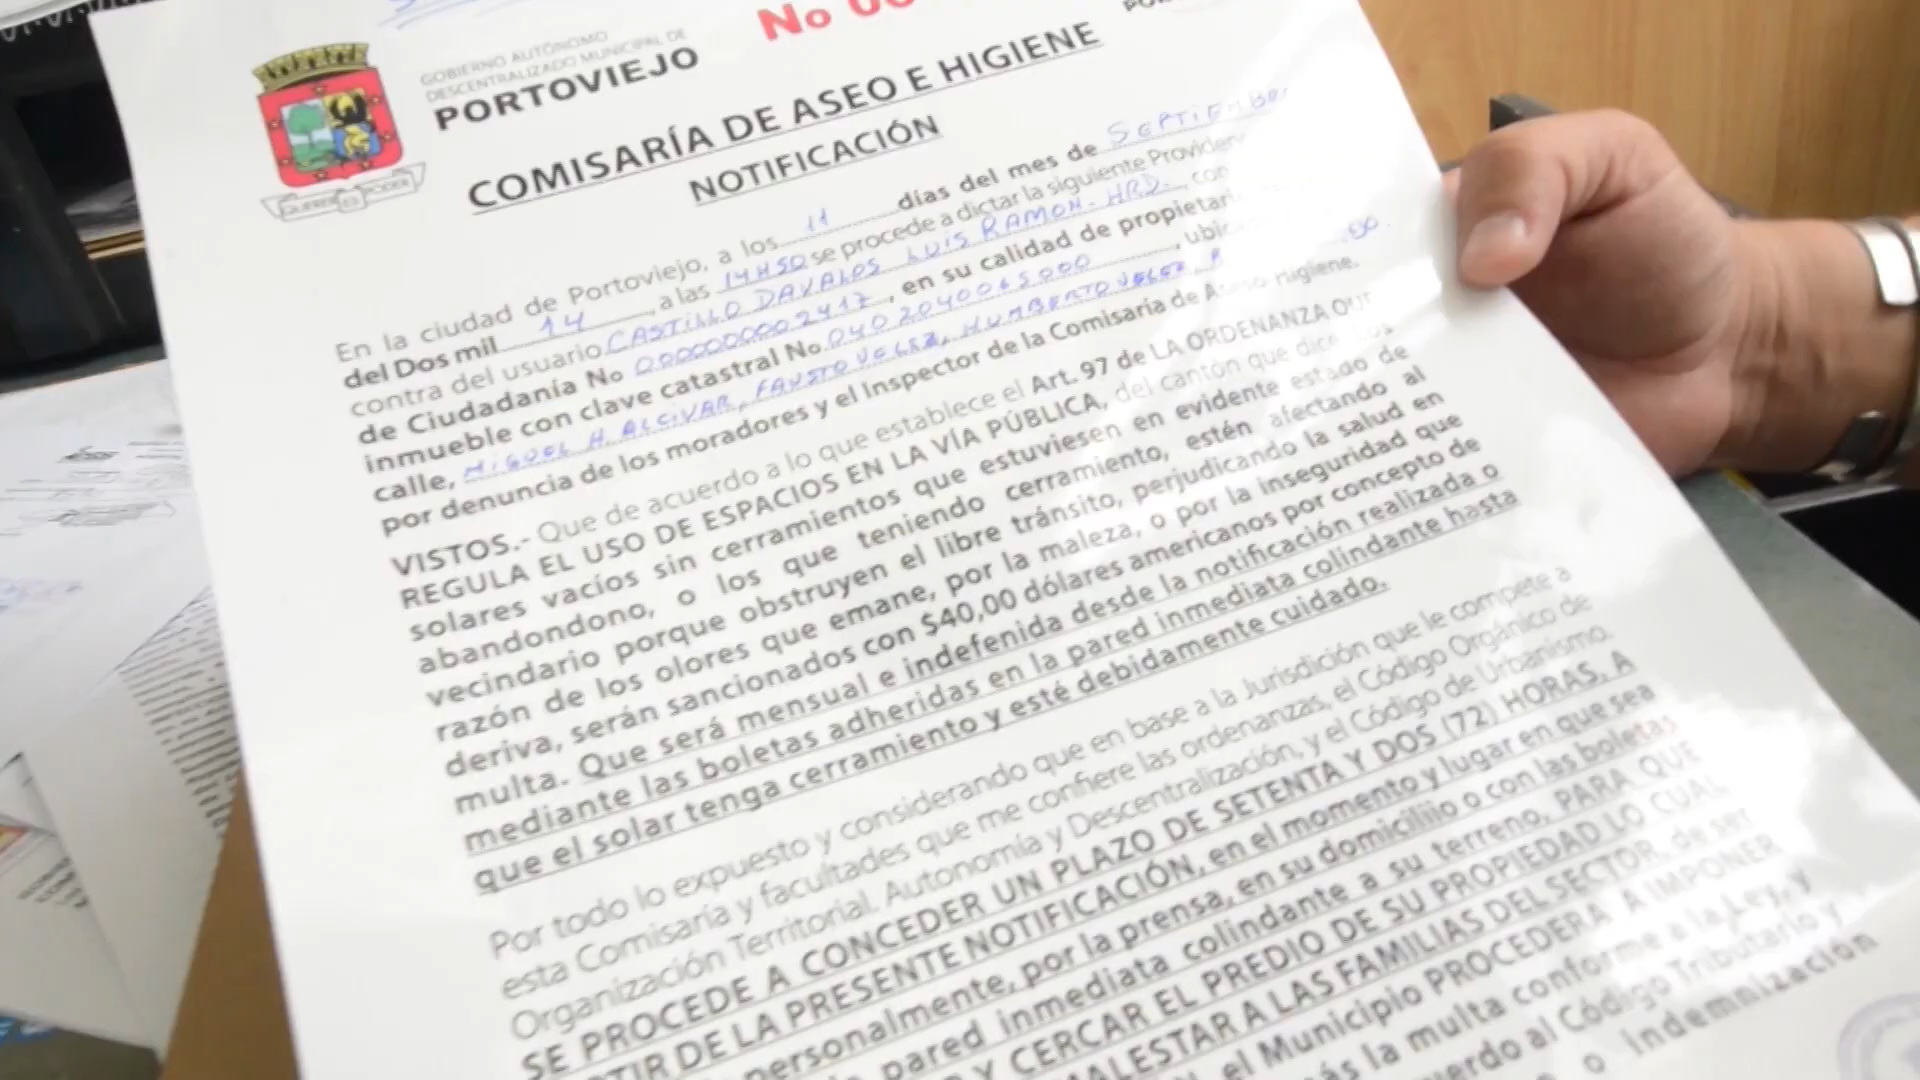 GOBIERNO AUTÓNOMO
DESCENTRALIZADO MUNICIPAL DE
PORTOVIEJO
No
COMISARÍA DE ASEO E HIGIENE
NOTIFICACIÓN
QUERER ES PODER
En la ciudad de Portoviejo, a los 11 días del mes de SEPTIEMBRE
del Dos mil 14, a las 14H50 se procede a dictar la siguiente
contra del usuario CASTILLO DAVALOS LUIS RAMON-HRD. con
de Ciudadanía No 0000000002417, en su calidad de
inmueble con clave catastral No 0402040065000,
calle, MIGUEL H. ALCIVAR, FAUSTO VELEZ, HUMBERTO VELEZ
por denuncia de los moradores y el Inspector de la Comisaria de Aseo Higiene.
VISTOS.- Que de acuerdo a lo que establece el Art. 97 de LA ORDENANZA QUE
REGULA EL USO DE ESPACIOS EN LA VÍA PÚBLICA, del cantón que dice Los
solares vacíos sin cerramientos que estuviesen en evidente estado de
abandondono, o los que teniendo cerramiento, estén afectando al
vecindario porque obstruyen el libre tránsito, perjudicando la salud en
razón de los olores que emane, por la maleza, o por la inseguridad que
deriva, serán sancionados con $40,00 dólares americanos por concepto de
multa. Que será mensual e indefenida desde la notificación realizada o
mediante las boletas adheridas en la pared inmediata colindante hasta
que el solar tenga cerramiento y esté debidamente cuidado.
Por todo lo expuesto y considerando que en base a la Jurisdición que le compete a
esta Comisaría y facultades que me confiere las ordenanzas, el Código Orgánico de
Organización Territorial, Autonomía y Descentralización, y el Código de Urbanismo.
SE PROCEDE A CONCEDER UN PLAZO DE SETENTA Y DOS (72) HORAS, A
DE LA PRESENTE NOTIFICACIÓN, en el momento y lugar en que sea
personalmente, por la prensa, en su domiciliio o con las boletas
pared inmediata colindante a su terreno, PARA QUE
Y CERCAR EL PREDIO DE SU PROPIEDAD LO CUAL
MALESTAR A LAS FAMILIAS DEL SECTOR, de ser
el Municipio PROCEDERÁ A IMPONER
la multa conforme a la Ley, y
al Código Tributario y
o Indemnización